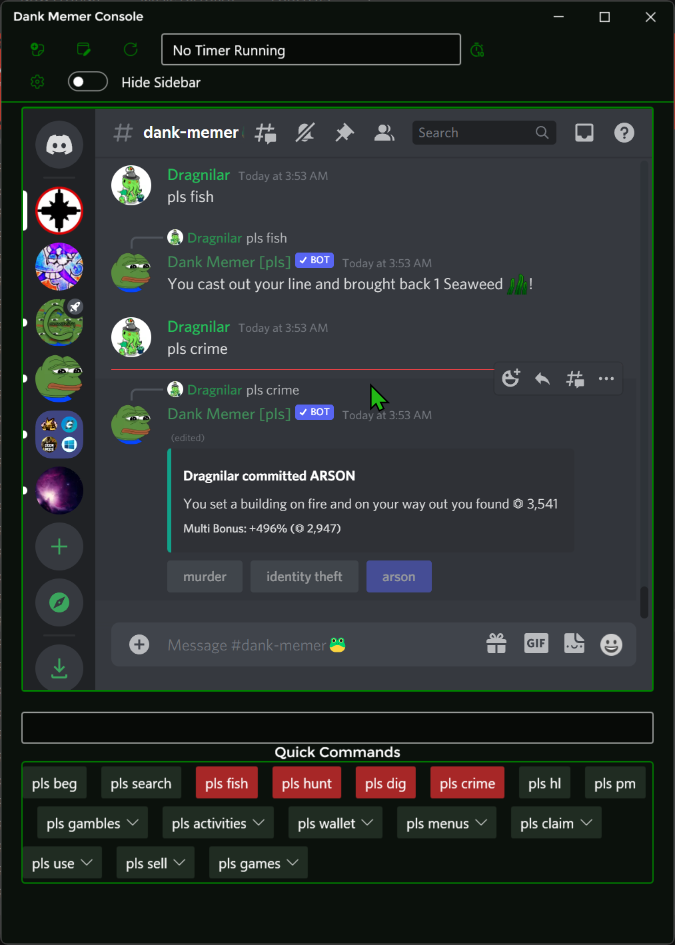 Dank Memer Console
No Timer Running
Hide Sidebar
# dank-memer
Search
Dragnilar Today at 3:53 AM
pls fish
Dragnilar pls fish
Dank Memer [pls] ✓ BOT Today at 3:53 AM
You cast out your line and brought back 1 Seaweed !
Dragnilar Today at 3:53 AM
pls crime
Dragnilar pls crime
Dank Memer [pls] ✓ BOT Today at 3:53 AM
(edited)
Dragnilar committed ARSON
You set a building on fire and on your way out you found ⏣ 3,541
Multi Bonus: +496% (⏣ 2,947)
murder identity theft arson
Message #dank-memer🐸
GIF
Quick Commands
pls beg pls search pls fish pls hunt pls dig pls crime pls hl pls pm
pls gambles pls activities pls wallet pls menus pls claim
pls use pls sell pls games